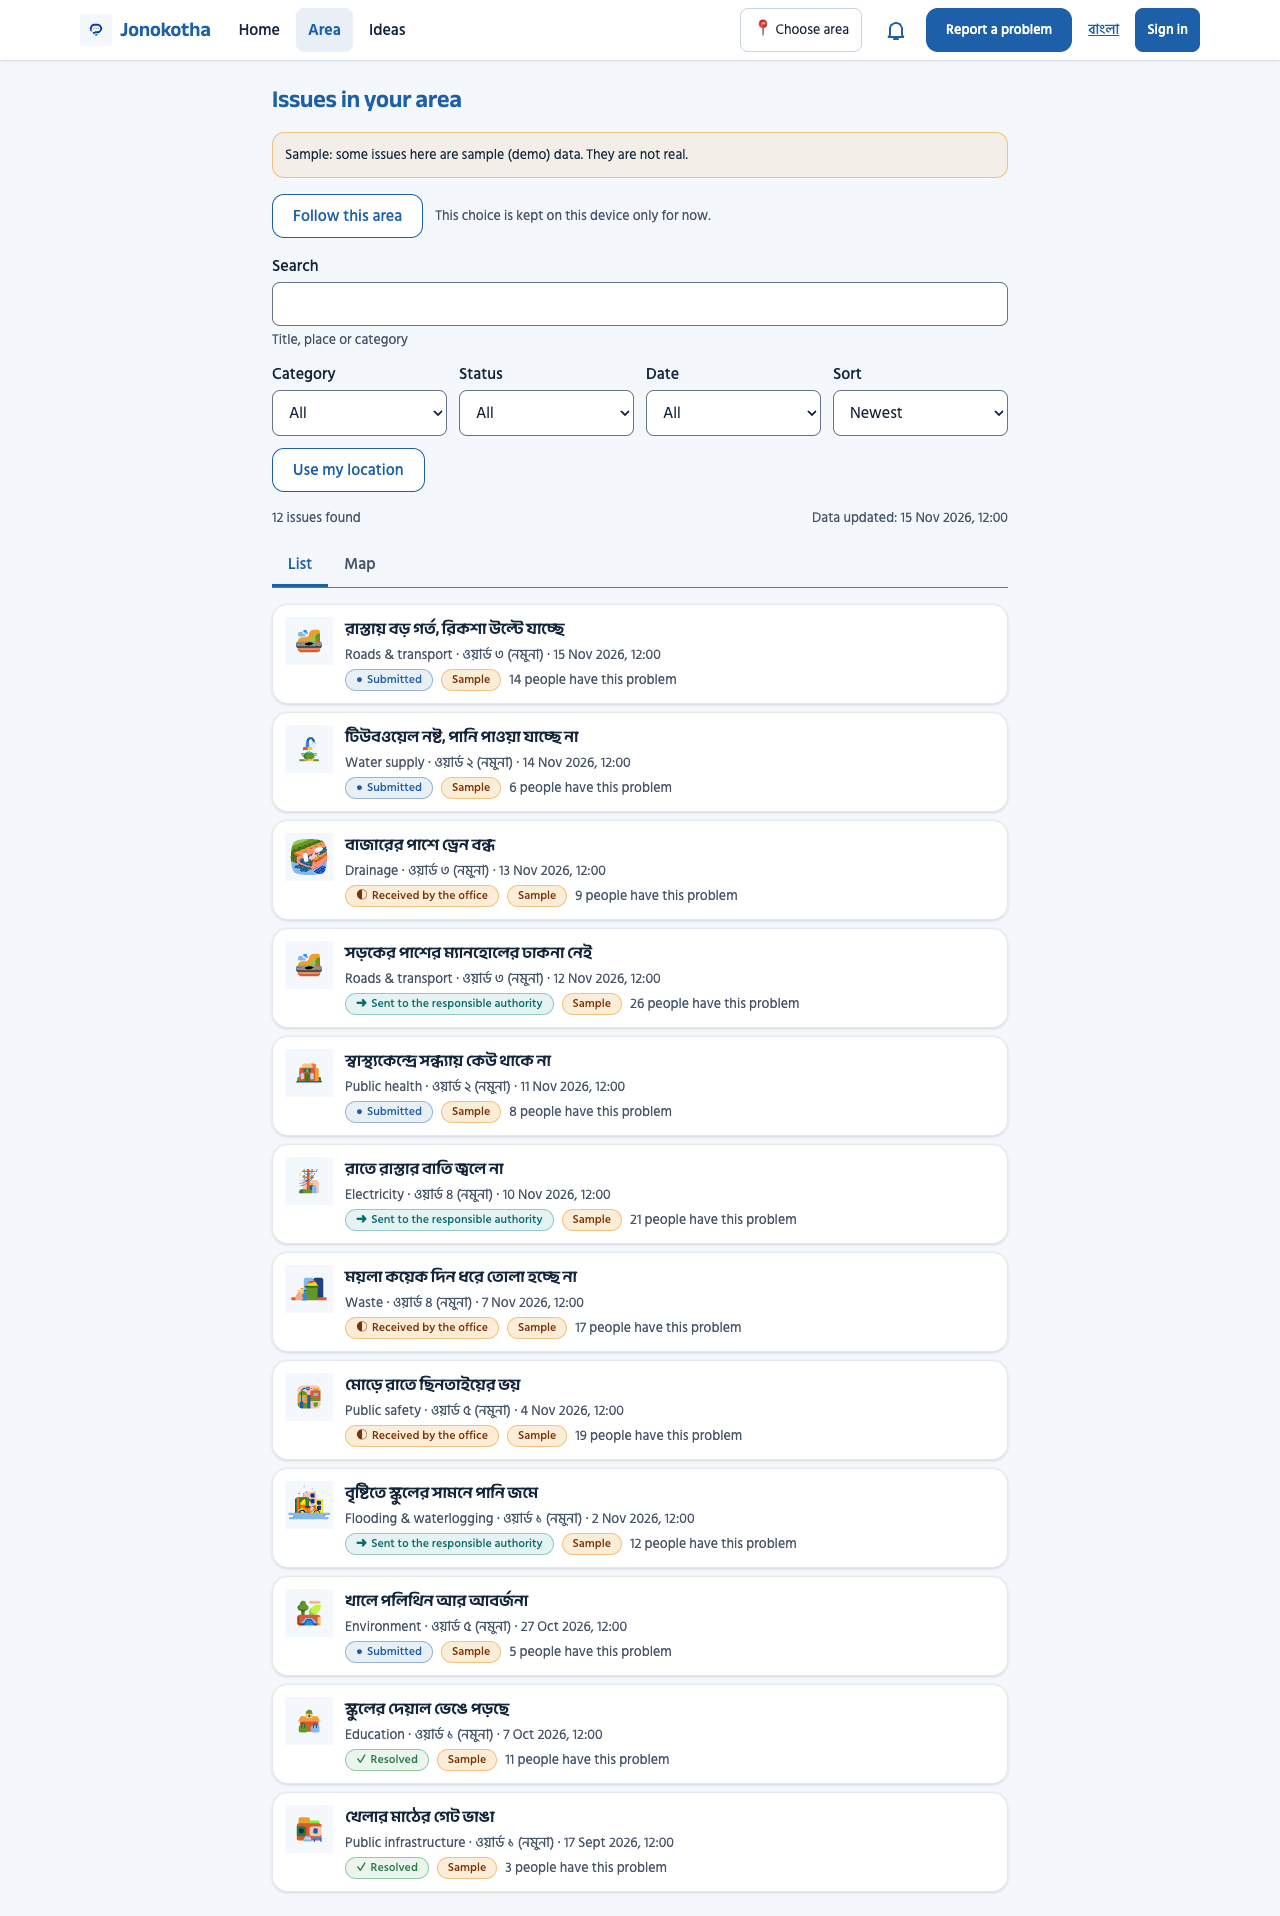 Jonokotha
Home
Area
Ideas
Choose area
Report a problem
বাংলা
Sign in
Issues in your area
Sample: some issues here are sample (demo) data. They are not real.
Follow this area
This choice is kept on this device only for now.
Search
Title, place or category
Category
Status
Date
Sort
All
All
All
Newest
Use my location
12 issues found
Data updated: 15 Nov 2026, 12:00
List
Map
রাস্তায় বড় গর্ত, রিকশা উল্টে যাচ্ছে
Roads & transport · ওয়ার্ড ৩ (নমুনা) · 15 Nov 2026, 12:00
● Submitted Sample 14 people have this problem
টিউবওয়েল নষ্ট, পানি পাওয়া যাচ্ছে না
Water supply · ওয়ার্ড ২ (নমুনা) · 14 Nov 2026, 12:00
● Submitted Sample 6 people have this problem
বাজারের পাশে ড্রেন বন্ধ
Drainage · ওয়ার্ড ৩ (নমুনা) · 13 Nov 2026, 12:00
◐ Received by the office Sample 9 people have this problem
সড়কের পাশের ম্যানহোলের ঢাকনা নেই
Roads & transport · ওয়ার্ড ৩ (নমুনা) · 12 Nov 2026, 12:00
➜ Sent to the responsible authority Sample 26 people have this problem
স্বাস্থ্যকেন্দ্রে সন্ধ্যায় কেউ থাকে না
Public health · ওয়ার্ড ২ (নমুনা) · 11 Nov 2026, 12:00
● Submitted Sample 8 people have this problem
রাতে রাস্তার বাতি জ্বলে না
Electricity · ওয়ার্ড ৪ (নমুনা) · 10 Nov 2026, 12:00
➜ Sent to the responsible authority Sample 21 people have this problem
ময়লা কয়েক দিন ধরে তোলা হচ্ছে না
Waste · ওয়ার্ড ৪ (নমুনা) · 7 Nov 2026, 12:00
◐ Received by the office Sample 17 people have this problem
মোড়ে রাতে ছিনতাইয়ের ভয়
Public safety · ওয়ার্ড ৫ (নমুনা) · 4 Nov 2026, 12:00
◐ Received by the office Sample 19 people have this problem
বৃষ্টিতে স্কুলের সামনে পানি জমে
Flooding & waterlogging · ওয়ার্ড ১ (নমুনা) · 2 Nov 2026, 12:00
➜ Sent to the responsible authority Sample 12 people have this problem
খালে পলিথিন আর আবর্জনা
Environment · ওয়ার্ড ৫ (নমুনা) · 27 Oct 2026, 12:00
● Submitted Sample 5 people have this problem
স্কুলের দেয়াল ভেঙে পড়ছে
Education · ওয়ার্ড ১ (নমুনা) · 7 Oct 2026, 12:00
✓ Resolved Sample 11 people have this problem
খেলার মাঠের গেট ভাঙা
Public infrastructure · ওয়ার্ড ১ (নমুনা) · 17 Sept 2026, 12:00
✓ Resolved Sample 3 people have this problem